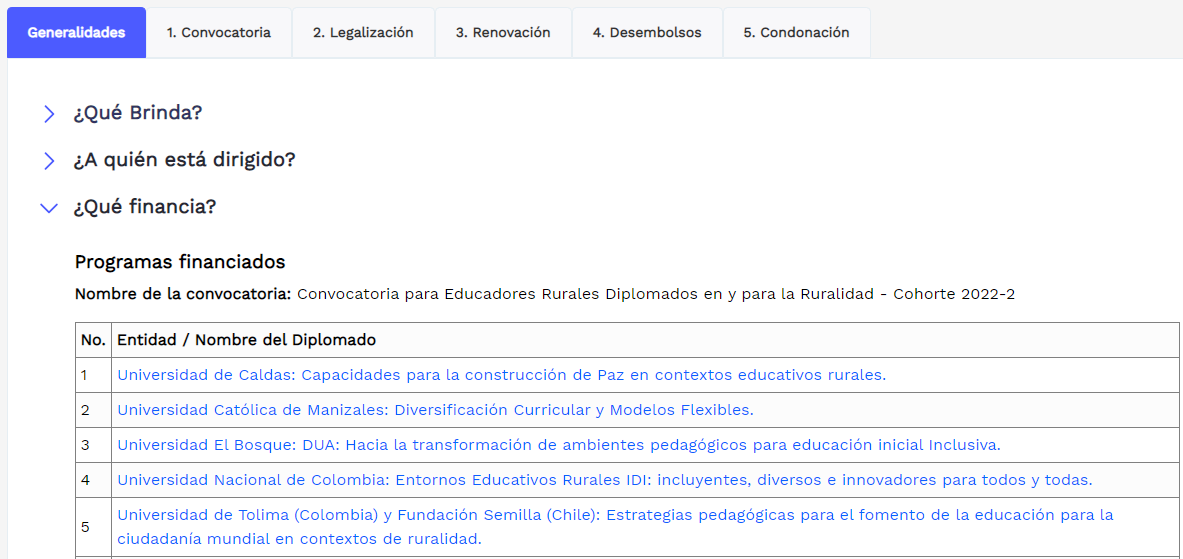 Generalidades 1. Convocatoria 2. Legalización 3. Renovación 4. Desembolsos 5. Condonación
¿Qué Brinda?
¿A quién está dirigido?
¿Qué financia?
Programas financiados
Nombre de la convocatoria: Convocatoria para Educadores Rurales Diplomados en y para la Ruralidad - Cohorte 2022-2
No. Entidad / Nombre del Diplomado
1 Universidad de Caldas: Capacidades para la construcción de Paz en contextos educativos rurales.
2 Universidad Católica de Manizales: Diversificación Curricular y Modelos Flexibles.
3 Universidad El Bosque: DUA: Hacia la transformación de ambientes pedagógicos para educación inicial Inclusiva.
4 Universidad Nacional de Colombia: Entornos Educativos Rurales IDI: incluyentes, diversos e innovadores para todos y todas.
5 Universidad de Tolima (Colombia) y Fundación Semilla (Chile): Estrategias pedagógicas para el fomento de la educación para la
ciudadanía mundial en contextos de ruralidad.